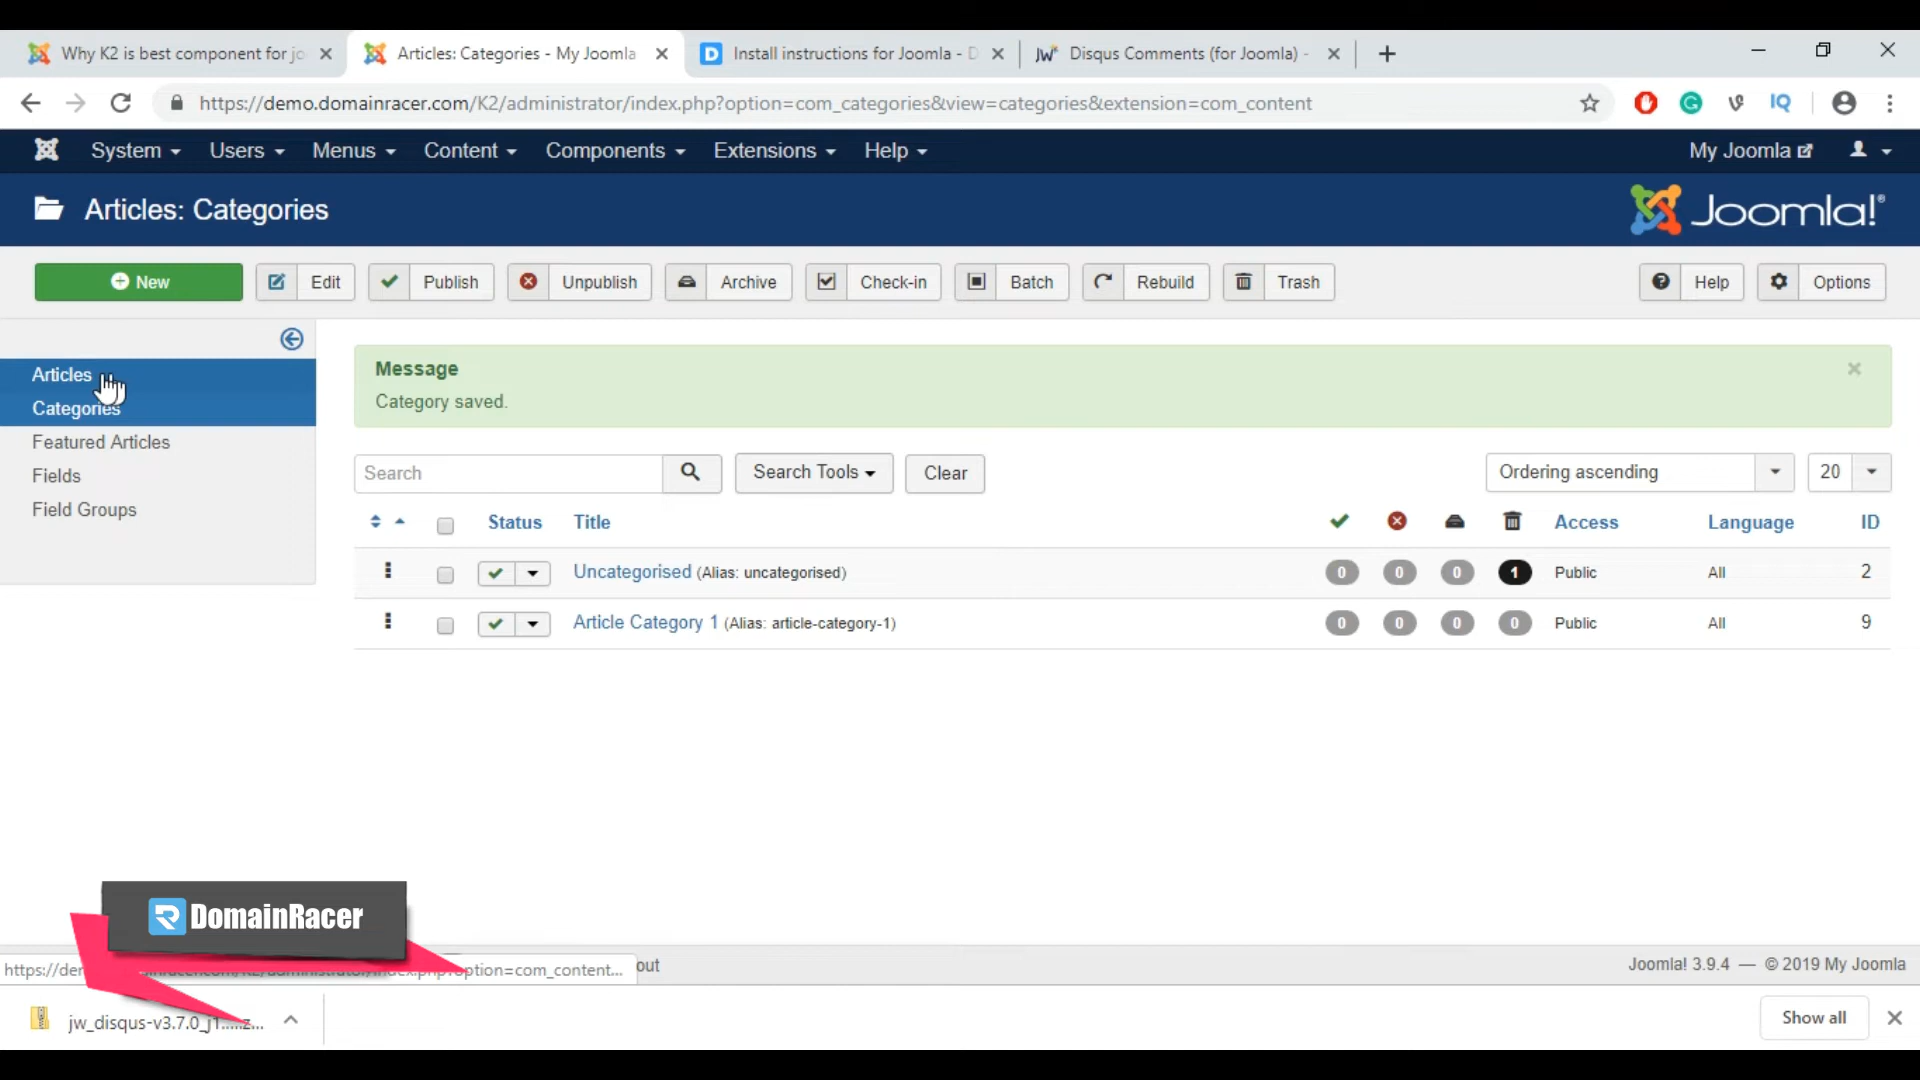 Why K2 is best component for jo
Articles: Categories - My Joomla
Install instructions for Joomla - D
Disqus Comments (for Joomla) -
https://demo.domainracer.com/K2/administrator/index.php?option=com_categories&view=categories&extension=com_content
System Users Menus Content Components Extensions Help My Joomla
Articles: Categories
Joomla!®
New Edit Publish Unpublish Archive Check-in Batch Rebuild Trash Help Options
Articles
Categories
Featured Articles
Fields
Field Groups
Message
Category saved.
Search Search Tools Clear Ordering ascending 20
Status Title Access Language ID
Uncategorised (Alias: uncategorised) 0 0 0 1 Public All 2
Article Category 1 (Alias: article-category-1) 0 0 0 0 Public All 9
DomainRacer
https://de
option=com_content...
out
Joomla! 3.9.4 — © 2019 My Joomla
jw_disqus-v3.7.0_j1.....z...
Show all